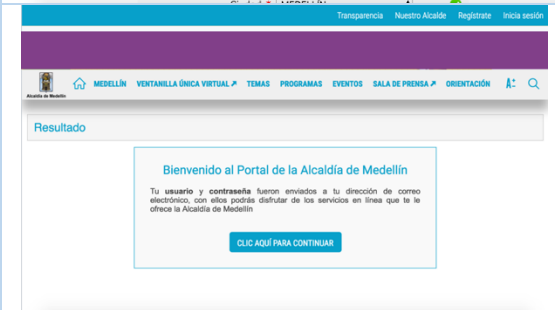 Transparencia Nuestro Alcalde Regístrate Inicia sesión
Alcaldía de Medellín
MEDELLÍN VENTANILLA ÚNICA VIRTUAL TEMAS PROGRAMAS EVENTOS SALA DE PRENSA ORIENTACIÓN A
Resultado
Bienvenido al Portal de la Alcaldía de Medellín
Tu usuario y contraseña fueron enviados a tu dirección de correo
electrónico, con ellos podrás disfrutar de los servicios en línea que te le
ofrece la Alcaldía de Medellín
CLIC AQUÍ PARA CONTINUAR